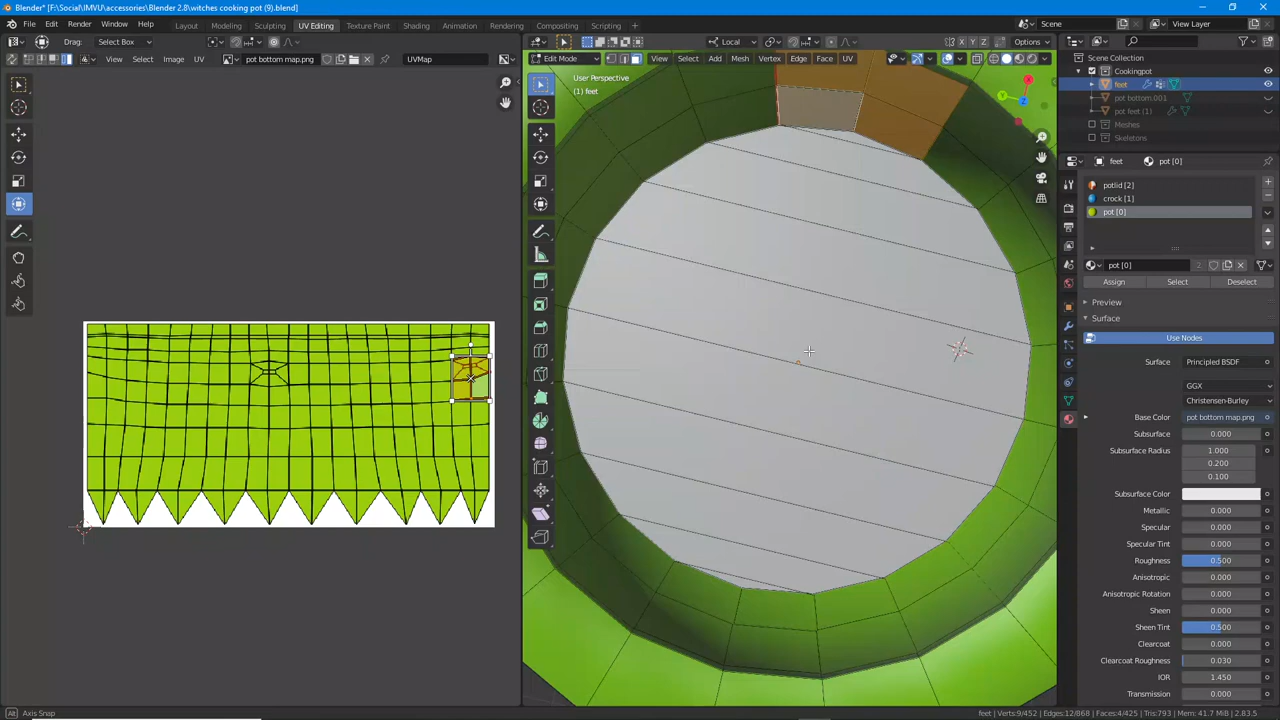 Blender* [F:\Social\IMVU\accessories\Blender 2.8\witches cooking pot (9).blend]
File Edit Render Window Help Layout Modeling Sculpting UV Editing Texture Paint Shading Animation Rendering Compositing Scripting Scene View Layer
Drag: Select Box Local Options
View Select Image UV pot bottom map.png UVMap
Edit Mode View Select Add Mesh Vertex Edge Face UV
User Perspective
(1) feet
X Y Z
Scene Collection
Cookingpot
feet
pot bottom.001
pot feet (1)
Meshes
Skeletons
feet pot [0]
potlid [2]
crock [1]
pot [0]
pot [0] 2
Assign Select Deselect
Preview
Surface
Use Nodes
Surface Principled BSDF
GGX
Christensen-Burley
Base Color pot bottom map.png
Subsurface 0.000
Subsurface Radius 1.000
0.200
0.100
Subsurface Color
Metallic 0.000
Specular 0.000
Specular Tint 0.000
Roughness 0.500
Anisotropic 0.000
Anisotropic Rotation 0.000
Sheen 0.000
Sheen Tint 0.500
Clearcoat 0.000
Clearcoat Roughness 0.030
IOR 1.450
Transmission 0.000
Axis Snap
feet | Verts:9/452 | Edges:12/868 | Faces:4/425 | Tris:793 | Mem: 41.7 MiB | 2.83.5